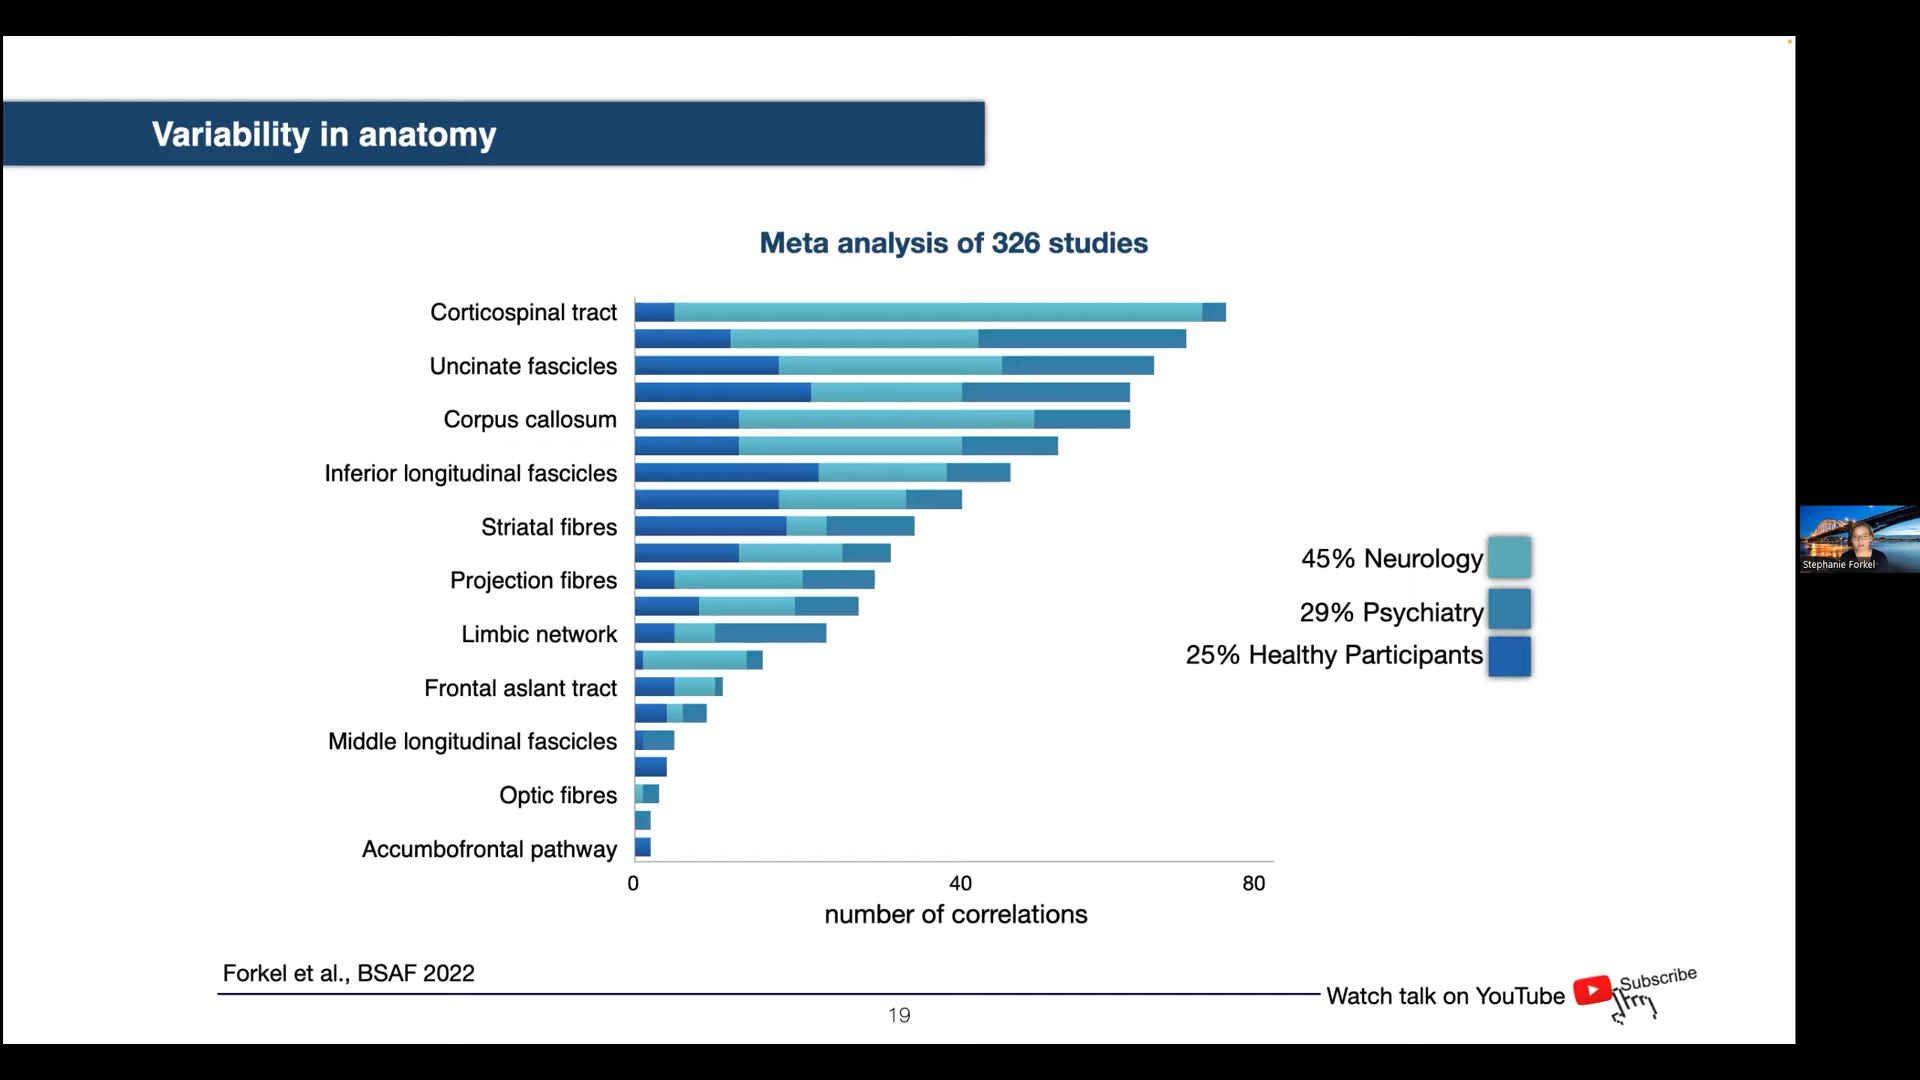 Variability in anatomy
Meta analysis of 326 studies
Corticospinal tract
Uncinate fascicles
Corpus callosum
Inferior longitudinal fascicles
Striatal fibres
Projection fibres
Limbic network
Frontal aslant tract
Middle longitudinal fascicles
Optic fibres
Accumbofrontal pathway
0 40 80
number of correlations
45% Neurology
29% Psychiatry
25% Healthy Participants
Stephanie Forkel
Forkel et al., BSAF 2022
Watch talk on YouTube
Subscribe
19